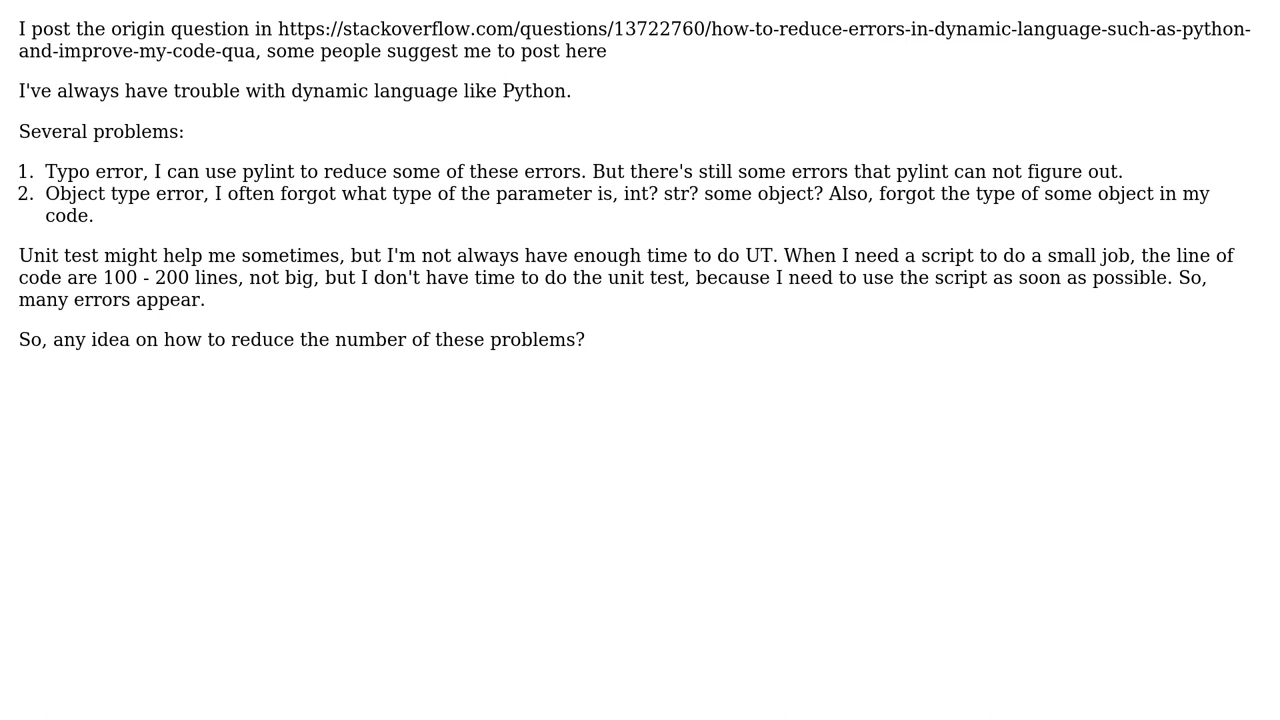 I post the origin question in https://stackoverflow.com/questions/13722760/how-to-reduce-errors-in-dynamic-language-such-as-python-
and-improve-my-code-qua, some people suggest me to post here
I've always have trouble with dynamic language like Python.
Several problems:
1. Typo error, I can use pylint to reduce some of these errors. But there's still some errors that pylint can not figure out.
2. Object type error, I often forgot what type of the parameter is, int? str? some object? Also, forgot the type of some object in my
code.
Unit test might help me sometimes, but I'm not always have enough time to do UT. When I need a script to do a small job, the line of
code are 100 - 200 lines, not big, but I don't have time to do the unit test, because I need to use the script as soon as possible. So,
many errors appear.
So, any idea on how to reduce the number of these problems?